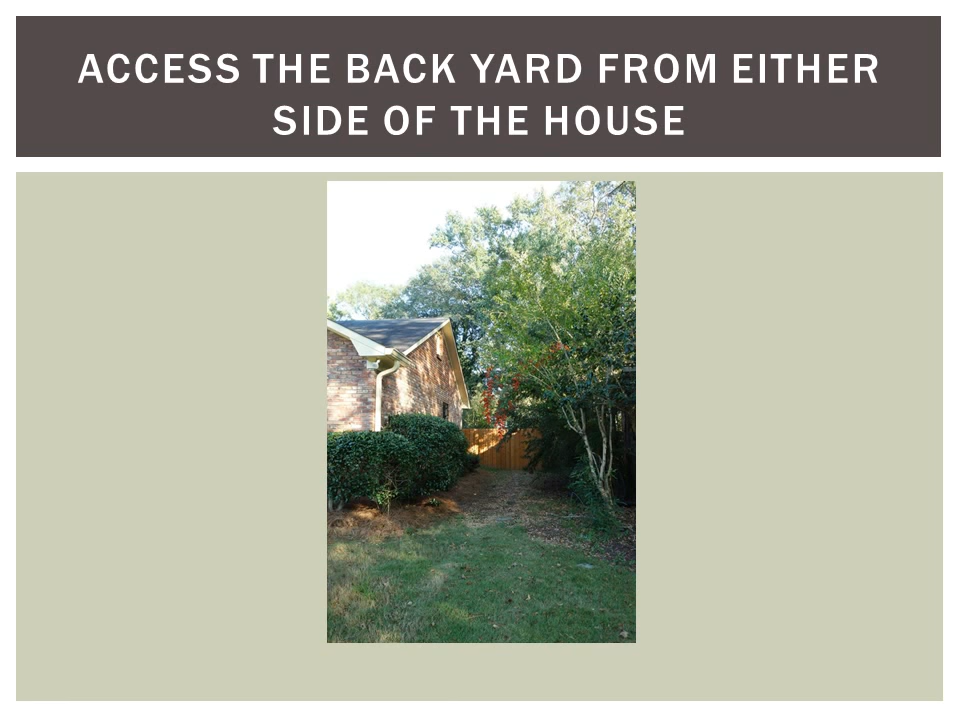 ACCESS THE BACK YARD FROM EITHER
SIDE OF THE HOUSE